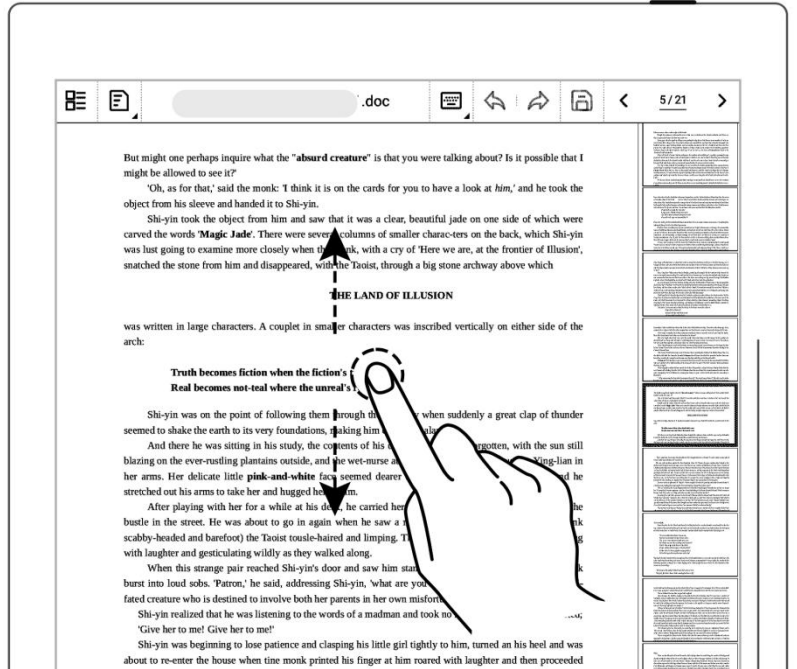 .doc
5/21
But might one perhaps inquire what the "absurd creature" is that you were talking about? Is it possible that I
might be allowed to see it?'
'Oh, as for that,' said the monk: 'I think it is on the cards for you to have a look at him,' and he took the
object from his sleeve and handed it to Shi-yin.
Shi-yin took the object from him and saw that it was a clear, beautiful jade on one side of which were
carved the words 'Magic Jade'. There were several columns of smaller charac-ters on the back, which Shi-yin
was lust going to examine more closely when the monk, with a cry of 'Here we are, at the frontier of Illusion',
snatched the stone from him and disappeared, with the Taoist, through a big stone archway above which
THE LAND OF ILLUSION
was written in large characters. A couplet in smaller characters was inscribed vertically on either side of the
arch:
Truth becomes fiction when the fiction's
Real becomes not-teal where the unreal's
Shi-yin was on the point of following them through the when suddenly a great clap of thunder
seemed to shake the earth to its very foundations, making him
And there he was sitting in his study, the contents of his with the sun still
blazing on the ever-rustling plantains outside, and the wet-nurse Ying-lian in
her arms. Her delicate little pink-and-white face seemed dearer he
stretched out his arms to take her and hugged her
After playing with her for a while at his desk, he carried her the
bustle in the street. He was about to go in again when he saw a
scabby-headed and barefoot) the Taoist tousle-haired and limping.
with laughter and gesticulating wildly as they walked along.
When this strange pair reached Shi-yin's door and saw him
burst into loud sobs. 'Patron,' he said, addressing Shi-yin, 'what are you
fated creature who is destined to involve both her parents in her own
Shi-yin realized that he was listening to the words of a madman and took
'Give her to me! Give her to me!'
Shi-yin was beginning to lose patience and clasping his little girl tightly to him, turned an his heel and was
about to re-enter the house when tine monk printed his finger at him roared with laughter and then proceeded